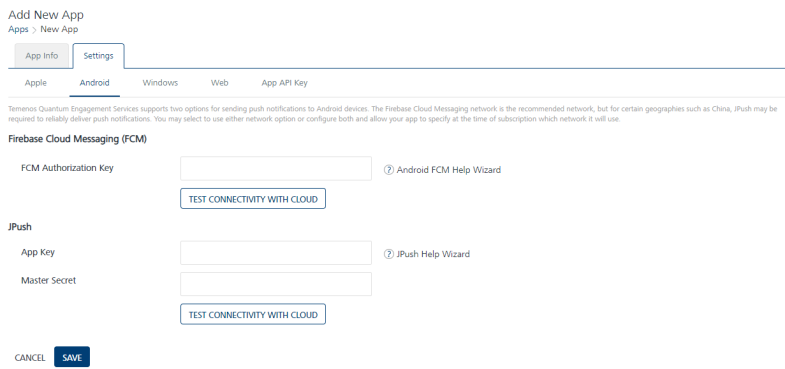 Add New App
Apps > New App
App Info Settings
Apple Android Windows Web App API Key
Temenos Quantum Engagement Services supports two options for sending push notifications to Android devices. The Firebase Cloud Messaging network is the recommended network, but for certain geographies such as China, JPush may be
required to reliably deliver push notifications. You may select to use either network option or configure both and allow your app to specify at the time of subscription which network it will use
Firebase Cloud Messaging (FCM)
FCM Authorization Key ? Android FCM Help Wizard
TEST CONNECTIVITY WITH CLOUD
JPush
App Key ? JPush Help Wizard
Master Secret
TEST CONNECTIVITY WITH CLOUD
CANCEL SAVE